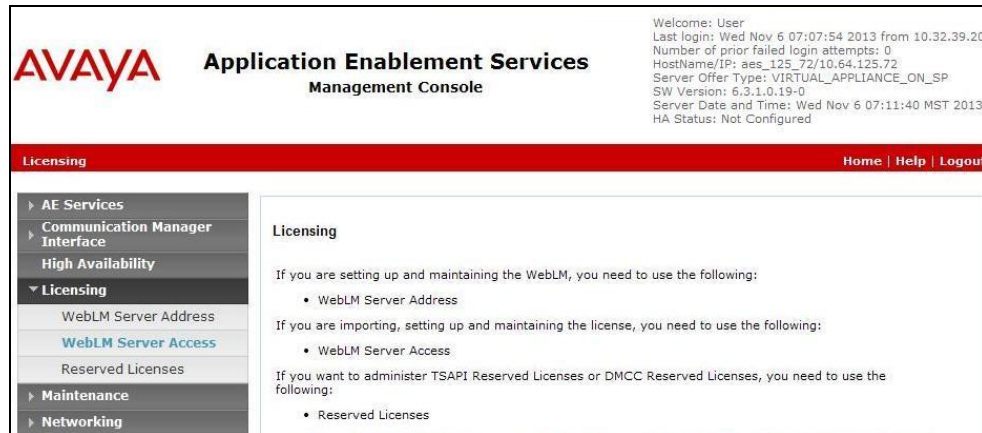 AVAYA
Application Enablement Services
Management Console
Welcome: User
Last login: Wed Nov 6 07:07:54 2013 from 10.32.39.20
Number of prior failed login attempts: 0
HostName/IP: aes_125_72/10.64.125.72
Server Offer Type: VIRTUAL_APPLIANCE_ON_SP
SW Version: 6.3.1.0.19-0
Server Date and Time: Wed Nov 6 07:11:40 MST 2013
HA Status: Not Configured
Licensing
Home | Help | Logout
AE Services
Communication Manager
Interface
High Availability
Licensing
WebLM Server Address
WebLM Server Access
Reserved Licenses
Maintenance
Networking
Licensing
If you are setting up and maintaining the WebLM, you need to use the following:
• WebLM Server Address
If you are importing, setting up and maintaining the license, you need to use the following:
• WebLM Server Access
If you want to administer TSAPI Reserved Licenses or DMCC Reserved Licenses, you need to use the
following:
• Reserved Licenses